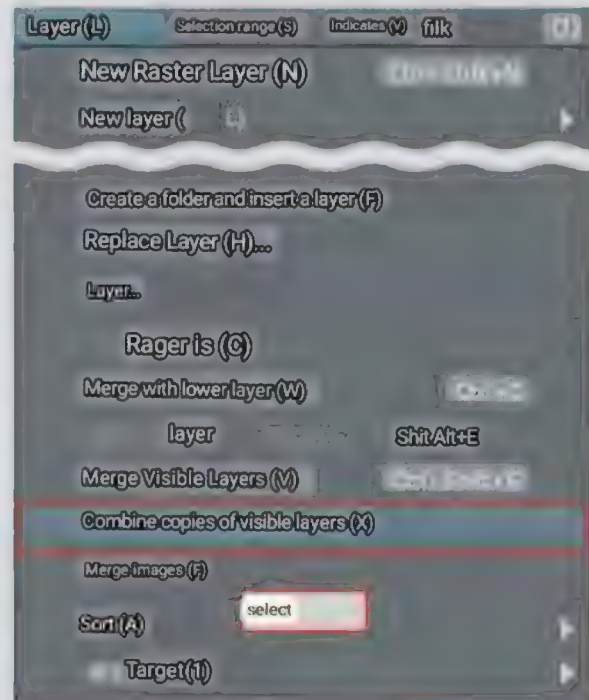 Layer (L) Selection range (S) Indicates (V) filk
New Raster Layer (N)
New layer (
Create a folder and insert a layer (F)
Replace Layer (H)...
Layer...
Rager is (C)
Merge with lower layer (W)
layer Shit Alt+E
Merge Visible Layers (V)
Combine copies of visible layers (X)
Merge images (F)
select
Sort (A)
Target(1)